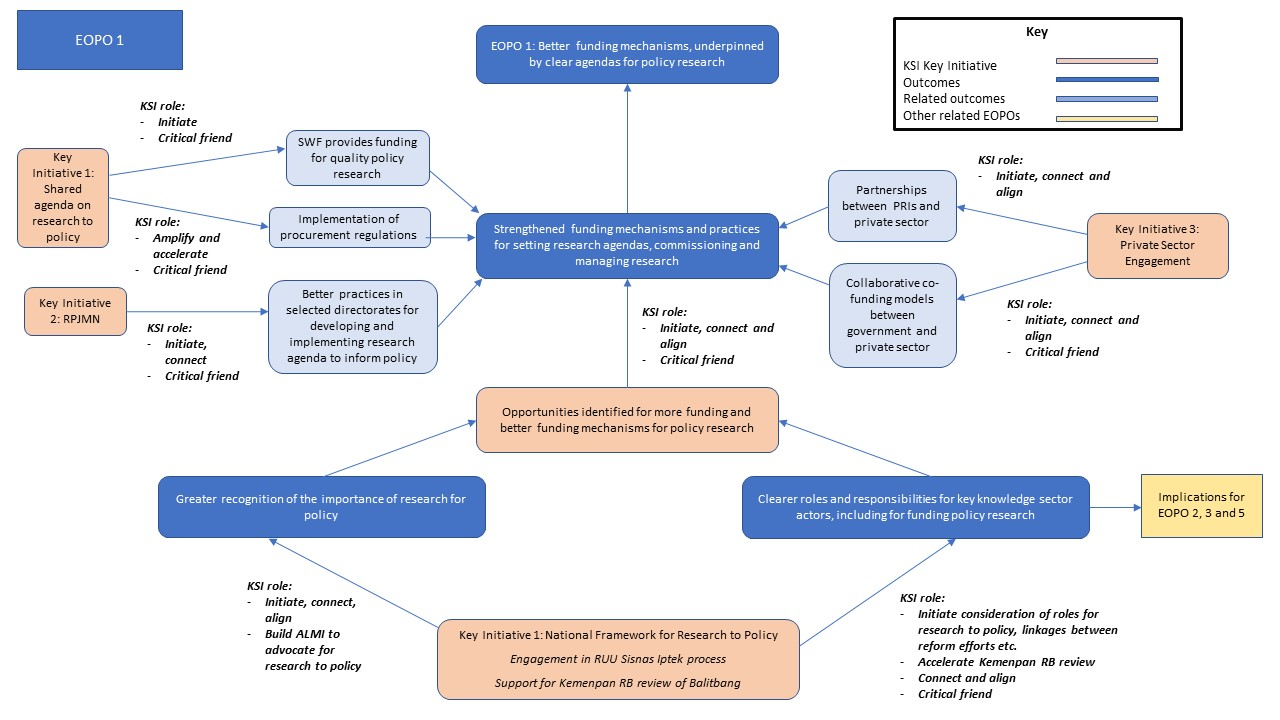 EOPO 1
EOPO 1: Better funding mechanisms, underpinned
by clear agendas for policy research
Key
KSI Key Initiative
Outcomes
Related outcomes
Other related EOPOs
KSI role:
- Initiate
- Critical friend
Key
Initiative 1:
Shared
agenda on
research to
policy
SWF provides funding
for quality policy
research
KSI role:
- Amplify and
accelerate
- Critical friend
Implementation of
procurement regulations
Key Initiative
2: RPJMN
KSI role:
- Initiate,
connect
- Critical friend
Better practices in
selected directorates for
developing and
implementing research
agenda to inform policy
Strengthened funding mechanisms and practices
for setting research agendas, commissioning and
managing research
Partnerships
between PRIs and
private sector
KSI role:
- Initiate, connect and
align
Key Initiative 3:
Private Sector
Engagement
Collaborative co-
funding models
between
government and
private sector
KSI role:
- Initiate, connect and
align
- Critical friend
KSI role:
- Initiate, connect and
align
- Critical friend
Opportunities identified for more funding and
better funding mechanisms for policy research
Greater recognition of the importance of research for
policy
Clearer roles and responsibilities for key knowledge sector
actors, including for funding policy research
Implications for
EOPO 2, 3 and 5
KSI role:
- Initiate, connect,
align
- Build ALMI to
advocate for
research to policy
Key Initiative 1: National Framework for Research to Policy
Engagement in RUU Sisnas Iptek process
Support for Kemenpan RB review of Balitbang
KSI role:
- Initiate consideration of roles for
research to policy, linkages between
reform efforts etc.
- Accelerate Kemenpan RB review
- Connect and align
- Critical friend